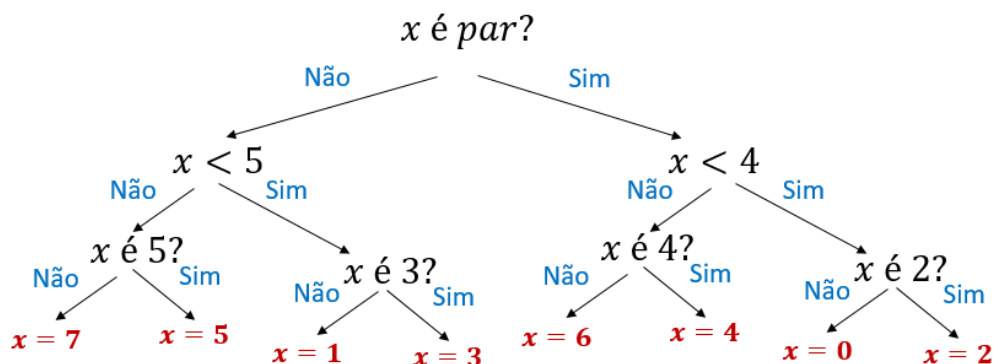 x é par?
Não Sim
x < 5 x < 4
Não Sim Não Sim
x é 5? x é 3? x é 4? x é 2?
Não Sim Não Sim Não Sim Não Sim
x = 7 x = 5 x = 1 x = 3 x = 6 x = 4 x = 0 x = 2